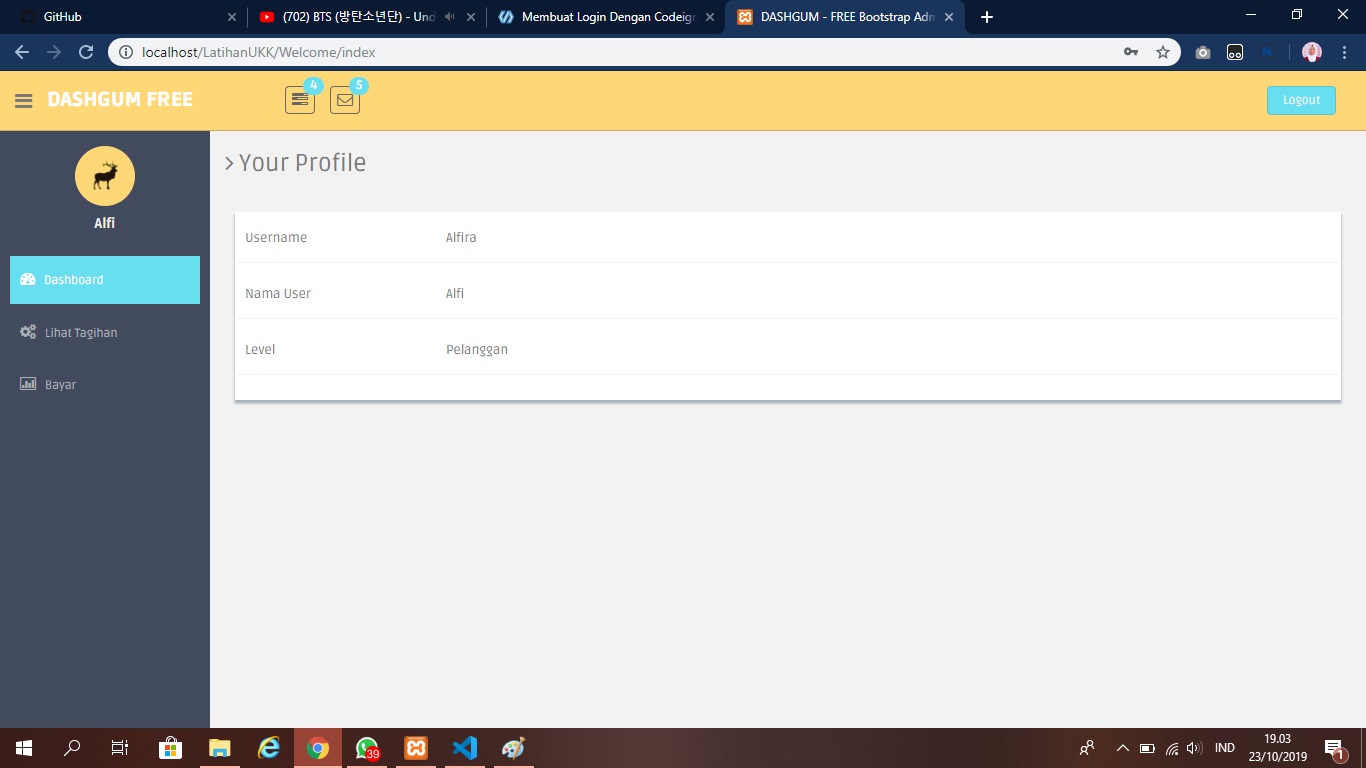 GitHub
(702) BTS (방탄소년단) - Und
Membuat Login Dengan Codeign
DASHGUM - FREE Bootstrap Adm
localhost/LatihanUKK/Welcome/index
DASHGUM FREE
4
5
Logout
Alfi
Dashboard
Lihat Tagihan
Bayar
Your Profile
Username Alfira
Nama User Alfi
Level Pelanggan
39
IND
19.03
23/10/2019
1